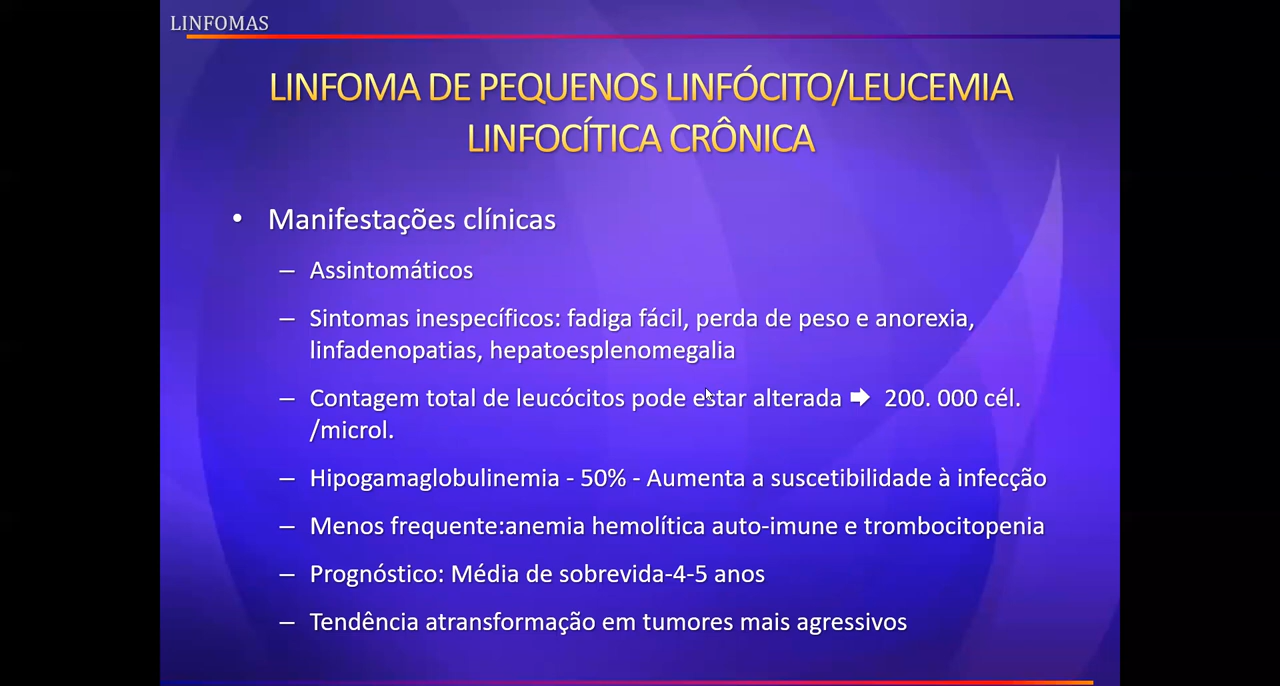 LINFOMAS
LINFOMA DE PEQUENOS LINFÓCITO/LEUCEMIA
LINFOCÍTICA CRÔNICA
• Manifestações clínicas
– Assintomáticos
– Sintomas inespecíficos: fadiga fácil, perda de peso e anorexia,
linfadenopatias, hepatoesplenomegalia
– Contagem total de leucócitos pode estar alterada ➡ 200. 000 cél.
/microl.
– Hipogamaglobulinemia - 50% - Aumenta a suscetibilidade à infecção
– Menos frequente:anemia hemolítica auto-imune e trombocitopenia
– Prognóstico: Média de sobrevida-4-5 anos
– Tendência atransformação em tumores mais agressivos